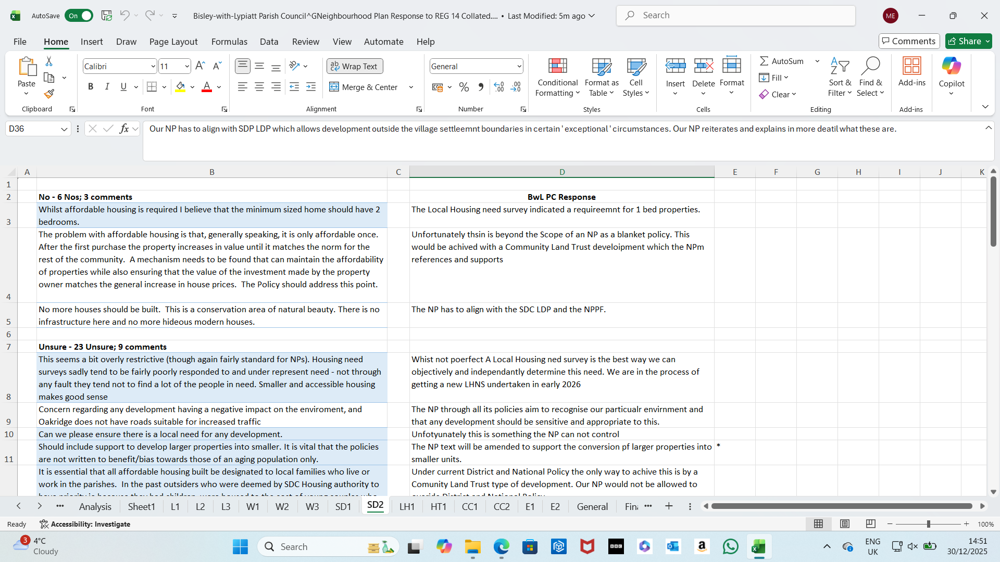 AutoSave On Bisley-with-Lypiatt Parish Council^GNeighbourhood Plan Response to REG 14 Collated.... • Last Modified: 5m ago Search ME
File Home Insert Draw Page Layout Formulas Data Review View Automate Help Comments Share
Paste
Clipboard
Calibri 11
B I U A
Font
Wrap Text
Merge & Center
Alignment
General
% 9 .00 .00
Number
Conditional Formatting
Format as Table
Cell Styles
Styles
Insert Delete Format
Cells
AutoSum
Fill
Clear
Sort & Filter
Find & Select
Editing
Add-ins
Add-ins
Copilot
D36 fx Our NP has to align with SDP LDP which allows development outside the village settleemnt boundaries in certain ' exceptional ' circumstances. Our NP reiterates and explains in more deatil what these are.
A B C D E F G H I J K
1
2 No - 6 Nos; 3 comments BwL PC Response
Whilst affordable housing is required I believe that the minimum sized home should have 2 The Local Housing need survey indicated a requireemnt for 1 bed properties.
3 bedrooms.
The problem with affordable housing is that, generally speaking, it is only affordable once. Unfortunately thsin is beyond the Scope of an NP as a blanket policy. This
After the first purchase the property increases in value until it matches the norm for the would be achived with a Community Land Trust develoipment which the NPm
rest of the community.  A mechanism needs to be found that can maintain the affordability references and supports
of properties while also ensuring that the value of the investment made by the property
owner matches the general increase in house prices.  The Policy should address this point.
4
No more houses should be built.  This is a conservation area of natural beauty. There is no The NP has to align with the SDC LDP and the NPPF.
5 infrastructure here and no more hideous modern houses.
6
7 Unsure - 23 Unsure; 9 comments
This seems a bit overly restrictive (though again fairly standard for NPs). Housing need Whist not poerfect A Local Housing ned survey is the best way we can
surveys sadly tend to be fairly poorly responded to and under represent need - not through objectively and independantly determine this need. We are in the process of
any fault they tend not to find a lot of the people in need. Smaller and accessible housing getting a new LHNS undertaken in early 2026
8 makes good sense
Concern regarding any development having a negative impact on the enviroment, and The NP through all its policies aim to recognise our particualr envirnment and
9 Oakridge does not have roads suitable for increased traffic that any development should be sensitive and appropriate to this.
10 Can we please ensure there is a local need for any development. Unfotyunately this is something the NP can not control
Should include support to develop larger properties into smaller. It is vital that the policies The NP text will be amended to support the conversion pf larger properties into *
11 are not written to benefit/bias towards those of an aging population only. smaller units.
It is essential that all affordable housing built be designated to local families who live or Under current District and National Policy the only way to achive this is by a
work in the parishes.  In the past outsiders who were deemed by SDC Housing authority to Comunity Land Trust type of development. Our NP would not be allowed to
Analysis Sheet1 L1 L2 L3 W1 W2 W3 SD1 SD2 LH1 HT1 CC1 CC2 E1 E2 General Fin
Ready Accessibility: Investigate 100%
3 4°C
Cloudy
Search
BBC
a
ENG
UK
14:51
30/12/2025